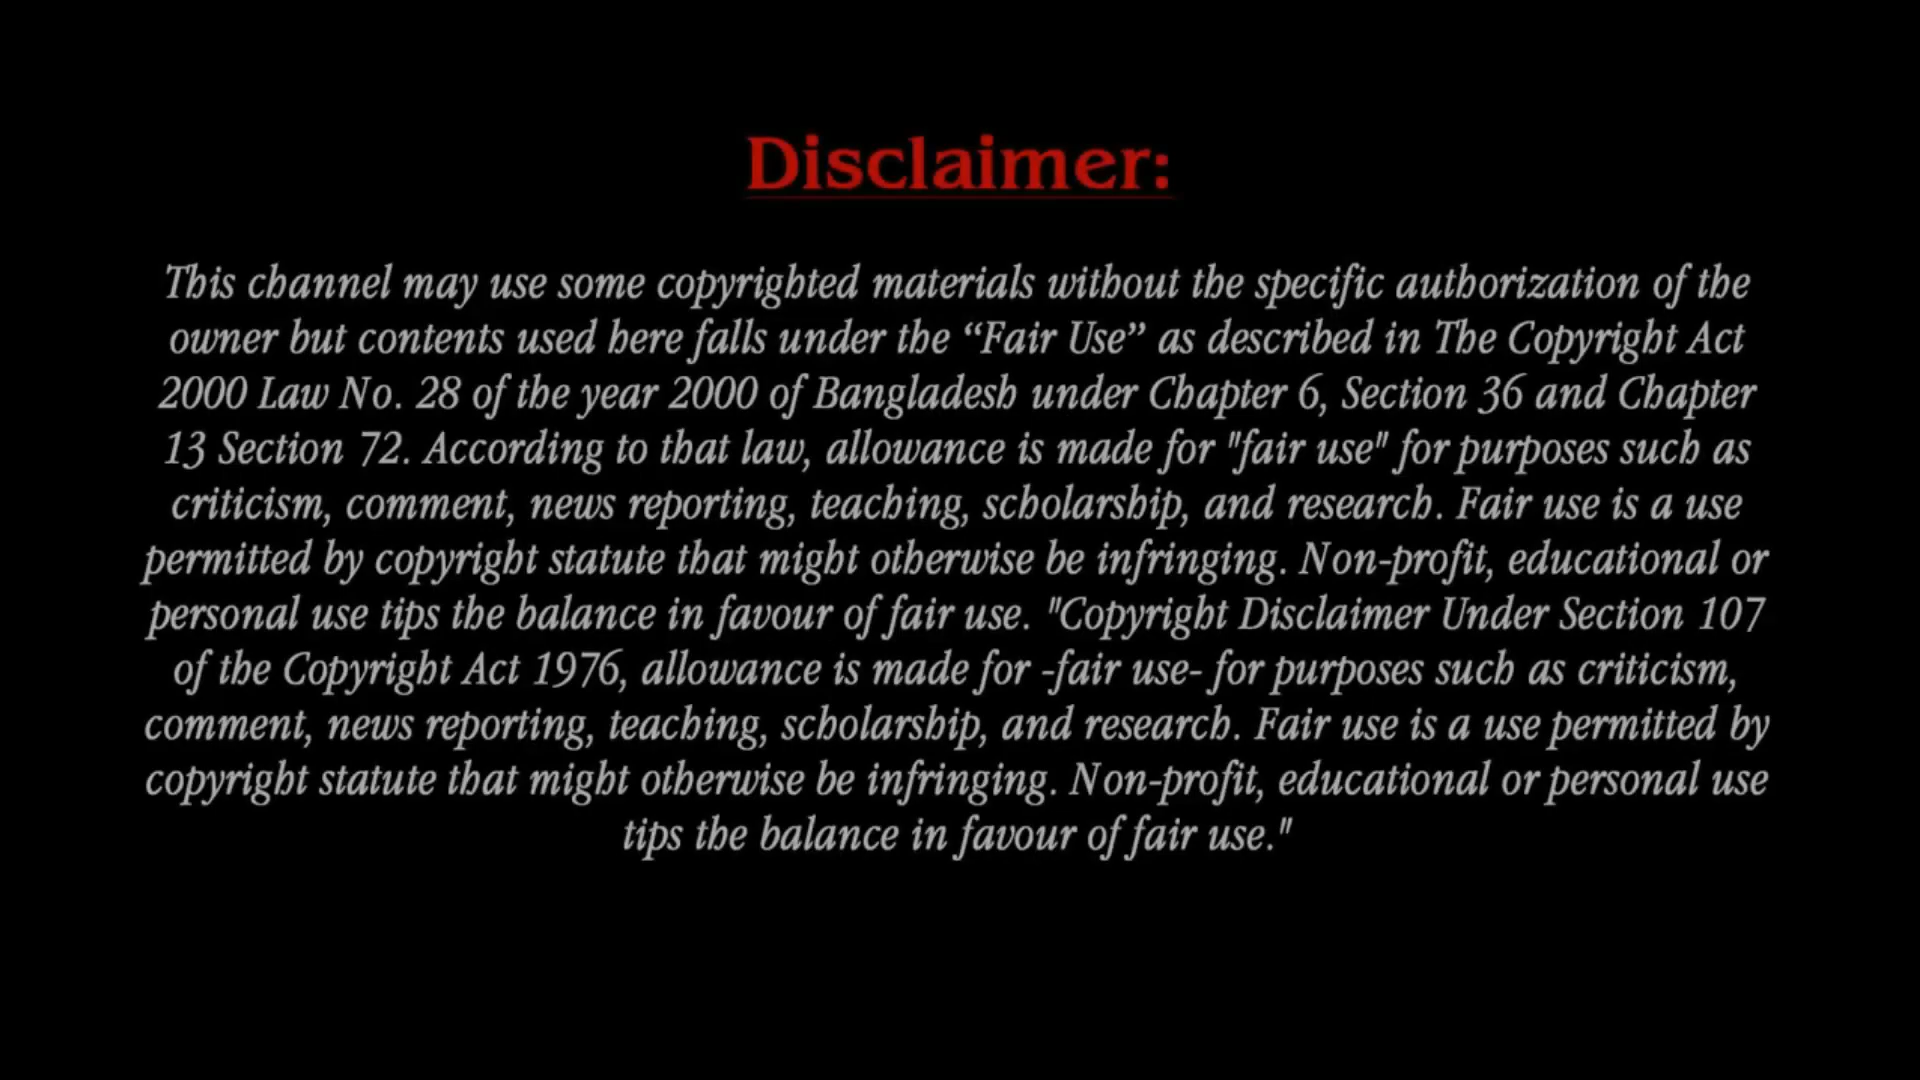 Disclaimer:
This channel may use some copyrighted materials without the specific authorization of the
owner but contents used here falls under the “Fair Use” as described in The Copyright Act
2000 Law No. 28 of the year 2000 of Bangladesh under Chapter 6, Section 36 and Chapter
13 Section 72. According to that law, allowance is made for "fair use" for purposes such as
criticism, comment, news reporting, teaching, scholarship, and research. Fair use is a use
permitted by copyright statute that might otherwise be infringing. Non-profit, educational or
personal use tips the balance in favour of fair use. "Copyright Disclaimer Under Section 107
of the Copyright Act 1976, allowance is made for -fair use- for purposes such as criticism,
comment, news reporting, teaching, scholarship, and research. Fair use is a use permitted by
copyright statute that might otherwise be infringing. Non-profit, educational or personal use
tips the balance in favour of fair use."